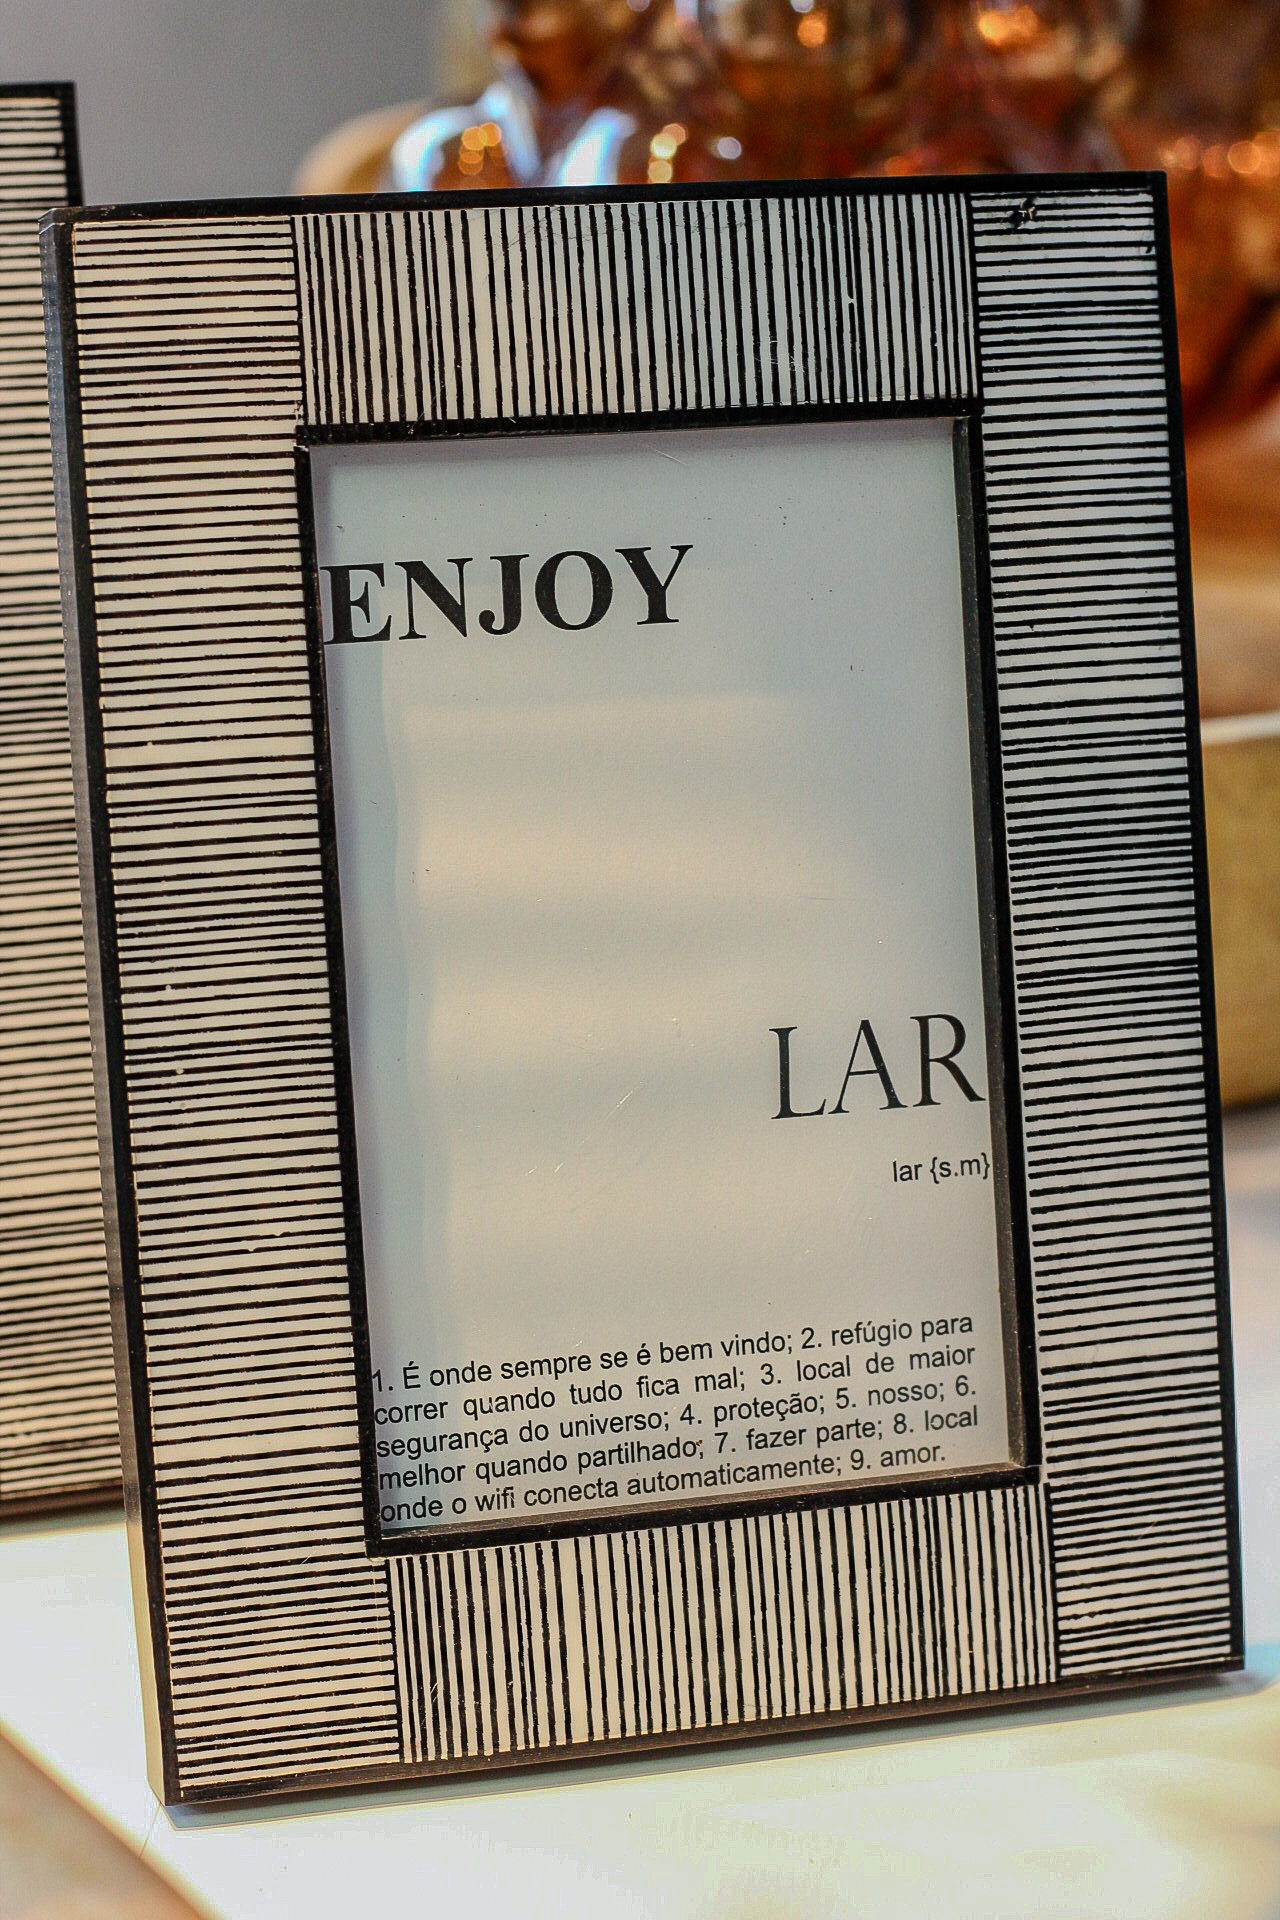 ENJOY
LAR
lar {s.m}
1. É onde sempre se é bem vindo; 2. refúgio para
correr quando tudo fica mal; 3. local de maior
segurança do universo; 4. proteção; 5. nosso; 6.
melhor quando partilhado; 7. fazer parte; 8. local
onde o wifi conecta automaticamente; 9. amor.